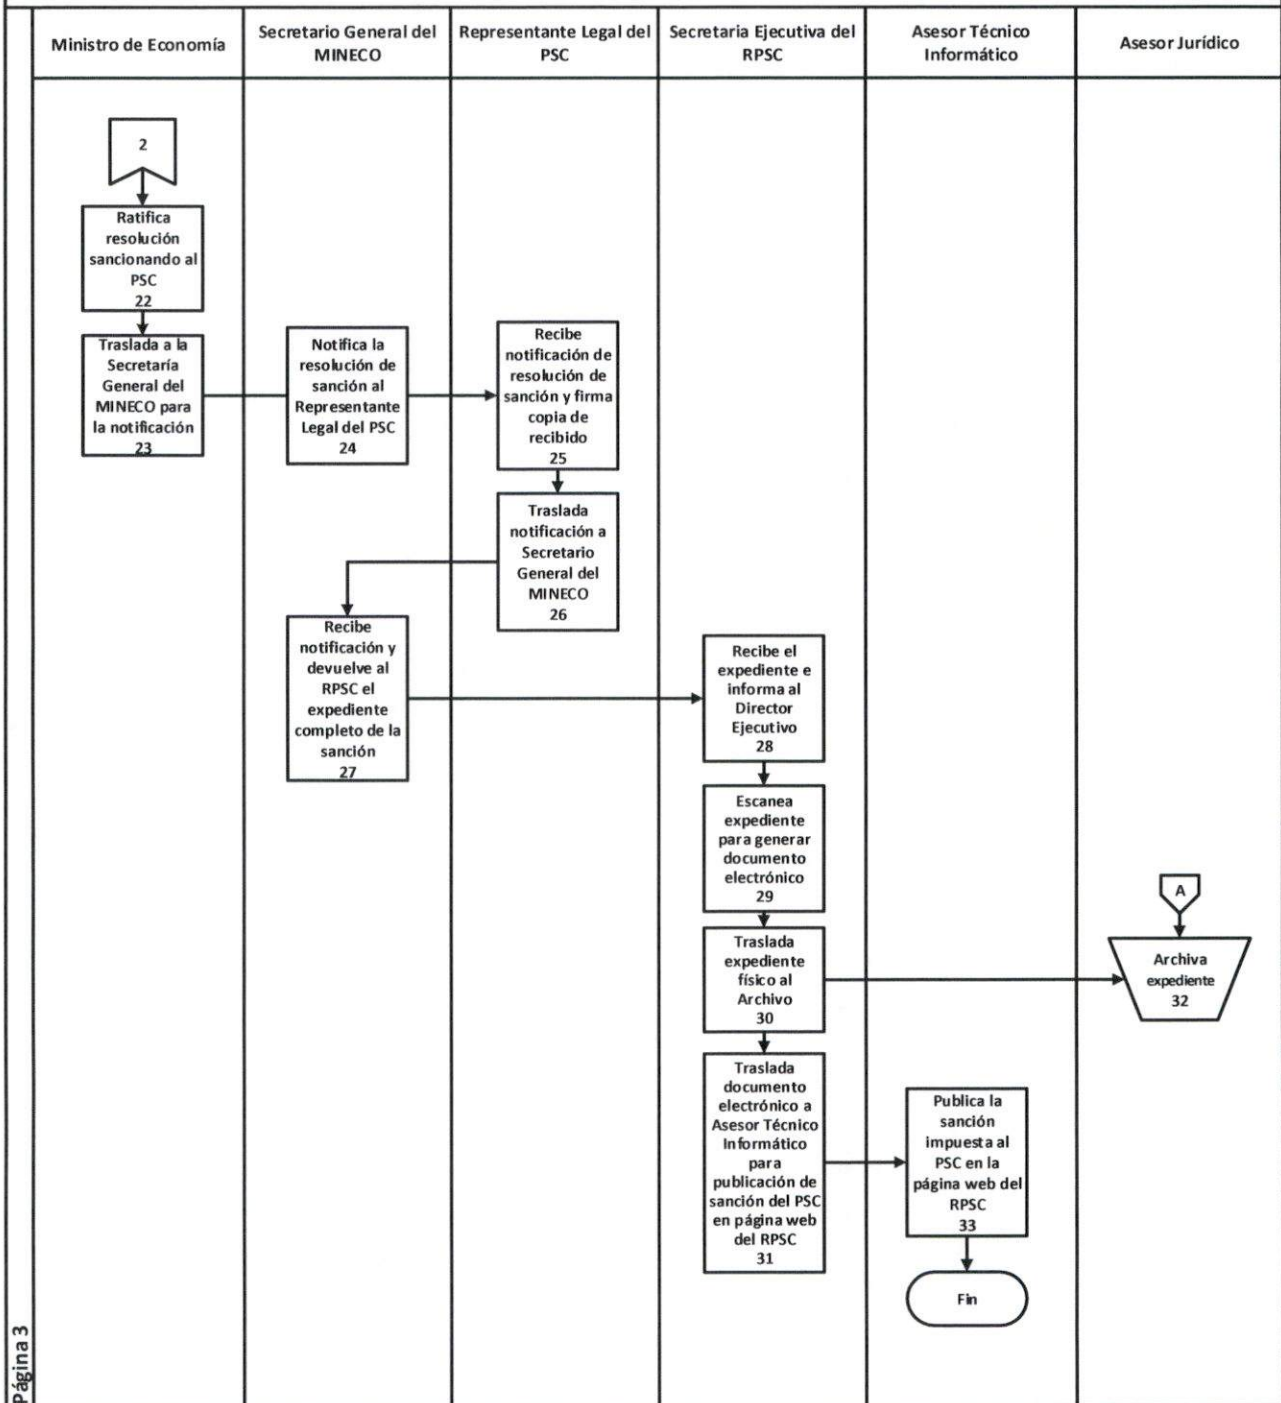 Ministro de Economía
Secretario General del
MINECO
Representante Legal del
PSC
Secretaria Ejecutiva del
RPSC
Asesor Técnico
Informático
Asesor Jurídico
2
Ratifica
resolución
sancionando al
PSC
22
Traslada a la
Secretaría
General del
MINECO para
la notificación
23
Notifica la
resolución de
sanción al
Representante
Legal del PSC
24
Recibe
notificación de
resolución de
sanción y firma
copia de
recibido
25
Traslada
notificación a
Secretario
General del
MINECO
26
Recibe
notificación y
devuelve al
RPSC el
expediente
completo de la
sanción
27
Recibe el
expediente e
informa al
Director
Ejecutivo
28
Escanea
expediente
para generar
documento
electrónico
29
Traslada
expediente
físico al
Archivo
30
A
Archiva
expediente
32
Traslada
documento
electrónico a
Asesor Técnico
Informático
para
publicación de
sanción del PSC
en página web
del RPSC
31
Publica la
sanción
impuesta al
PSC en la
página web del
RPSC
33
Fin
Página 3